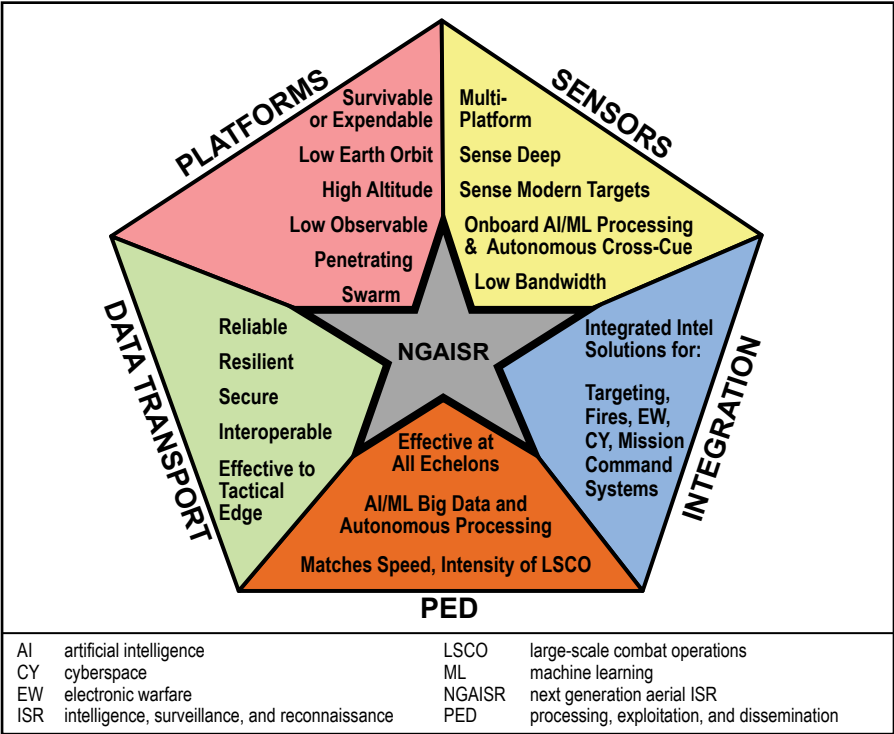 PLATFORMS
Survivable
or Expendable
Low Earth Orbit
High Altitude
Low Observable
Penetrating
Swarm
SENSORS
Multi-
Platform
Sense Deep
Sense Modern Targets
Onboard AI/ML Processing
& Autonomous Cross-Cue
Low Bandwidth
DATA TRANSPORT
Reliable
Resilient
Secure
Interoperable
Effective to
Tactical
Edge
NGAISR
INTEGRATION
Integrated Intel
Solutions for:
Targeting,
Fires, EW,
CY, Mission
Command
Systems
Effective at
All Echelons
AI/ML Big Data and
Autonomous Processing
Matches Speed, Intensity of LSCO
PED
AI artificial intelligence
CY cyberspace
EW electronic warfare
ISR intelligence, surveillance, and reconnaissance
LSCO large-scale combat operations
ML machine learning
NGAISR next generation aerial ISR
PED processing, exploitation, and dissemination